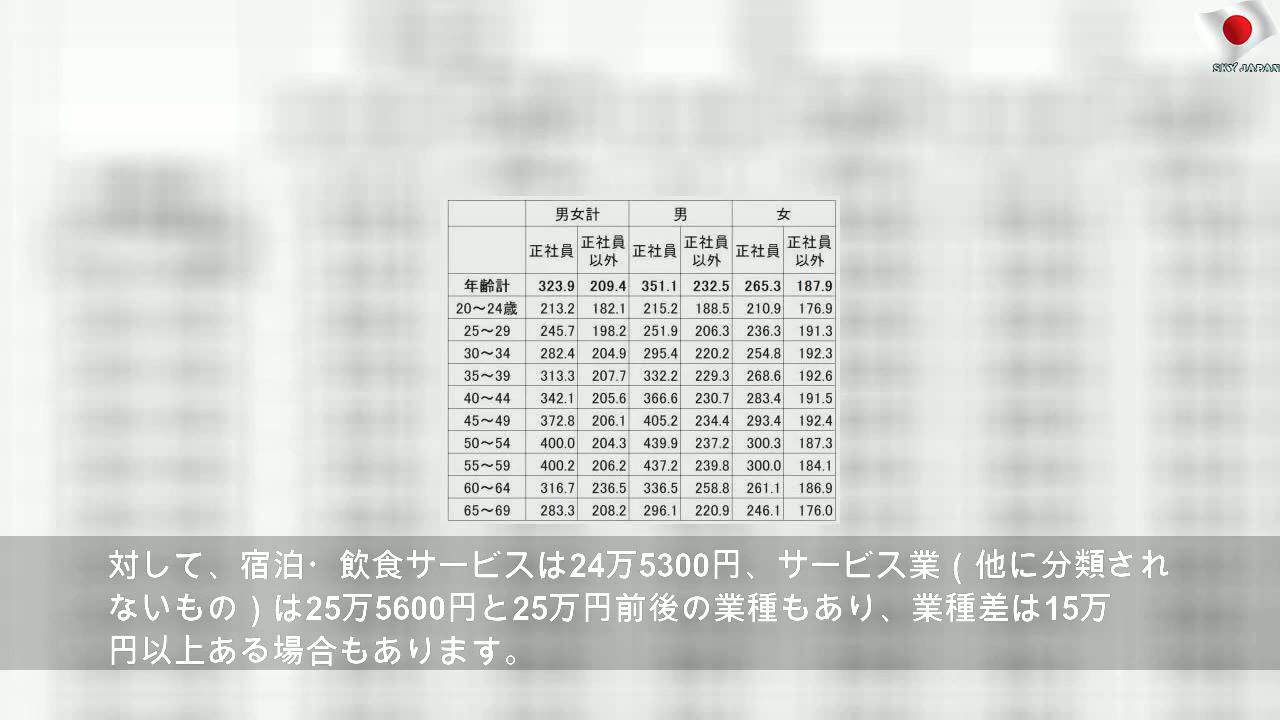 SKY JAPAN
男女計 男 女
正社員 正社員以外 正社員 正社員以外 正社員 正社員以外
年齢計 323.9 209.4 351.1 232.5 265.3 187.9
20～24歳 213.2 182.1 215.2 188.5 210.9 176.9
25～29 245.7 198.2 251.9 206.3 236.3 191.3
30～34 282.4 204.9 295.4 220.2 254.8 192.3
35～39 313.3 207.7 332.2 229.3 268.6 192.6
40～44 342.1 205.6 366.6 230.7 283.4 191.5
45～49 372.8 206.1 405.2 234.4 293.4 192.4
50～54 400.0 204.3 439.9 237.2 300.3 187.3
55～59 400.2 206.2 437.2 239.8 300.0 184.1
60～64 316.7 236.5 336.5 258.8 261.1 186.9
65～69 283.3 208.2 296.1 220.9 246.1 176.0
対して、宿泊・飲食サービスは24万5300円、サービス業（他に分類され
ないもの）は25万5600円と25万円前後の業種もあり、業種差は15万
円以上ある場合もあります。